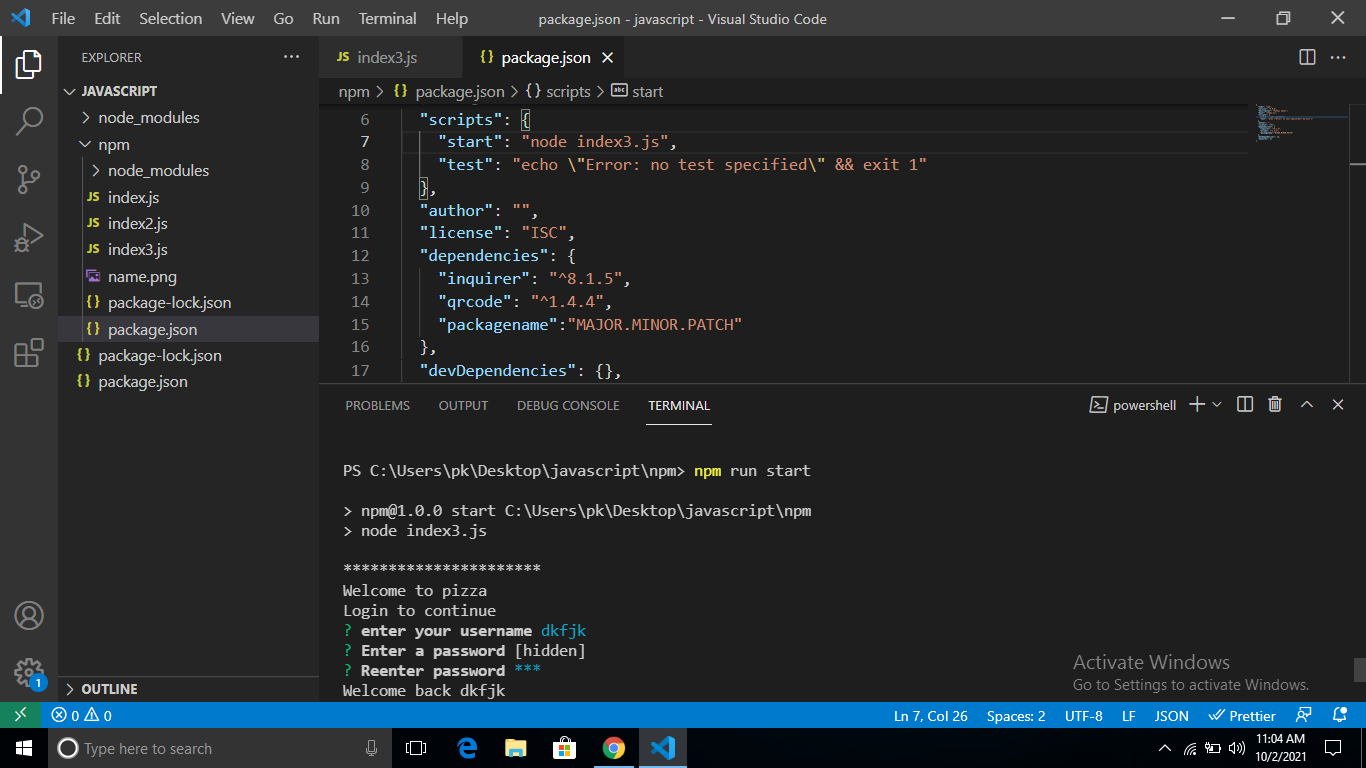 File Edit Selection View Go Run Terminal Help package.json - javascript - Visual Studio Code
EXPLORER
JAVASCRIPT
node_modules
npm
node_modules
JS index.js
JS index2.js
JS index3.js
name.png
{} package-lock.json
{} package.json
{} package-lock.json
{} package.json
OUTLINE
JS index3.js {} package.json
npm > {} package.json > {} scripts > abc start
6 "scripts": {
7 "start": "node index3.js",
8 "test": "echo \"Error: no test specified\" && exit 1"
9 },
10 "author": "",
11 "license": "ISC",
12 "dependencies": {
13 "inquirer": "^8.1.5",
14 "qrcode": "^1.4.4",
15 "packagename":"MAJOR.MINOR.PATCH"
16 },
17 "devDependencies": {},
PROBLEMS OUTPUT DEBUG CONSOLE TERMINAL powershell
PS C:\Users\pk\Desktop\javascript\npm> npm run start
> npm@1.0.0 start C:\Users\pk\Desktop\javascript\npm
> node index3.js
**********************
Welcome to pizza
Login to continue
? enter your username dkfjk
? Enter a password [hidden]
? Reenter password ***
Welcome back dkfjk
Activate Windows
Go to Settings to activate Windows.
1
0 0 Ln 7, Col 26 Spaces: 2 UTF-8 LF JSON Prettier
Type here to search
11:04 AM
10/2/2021